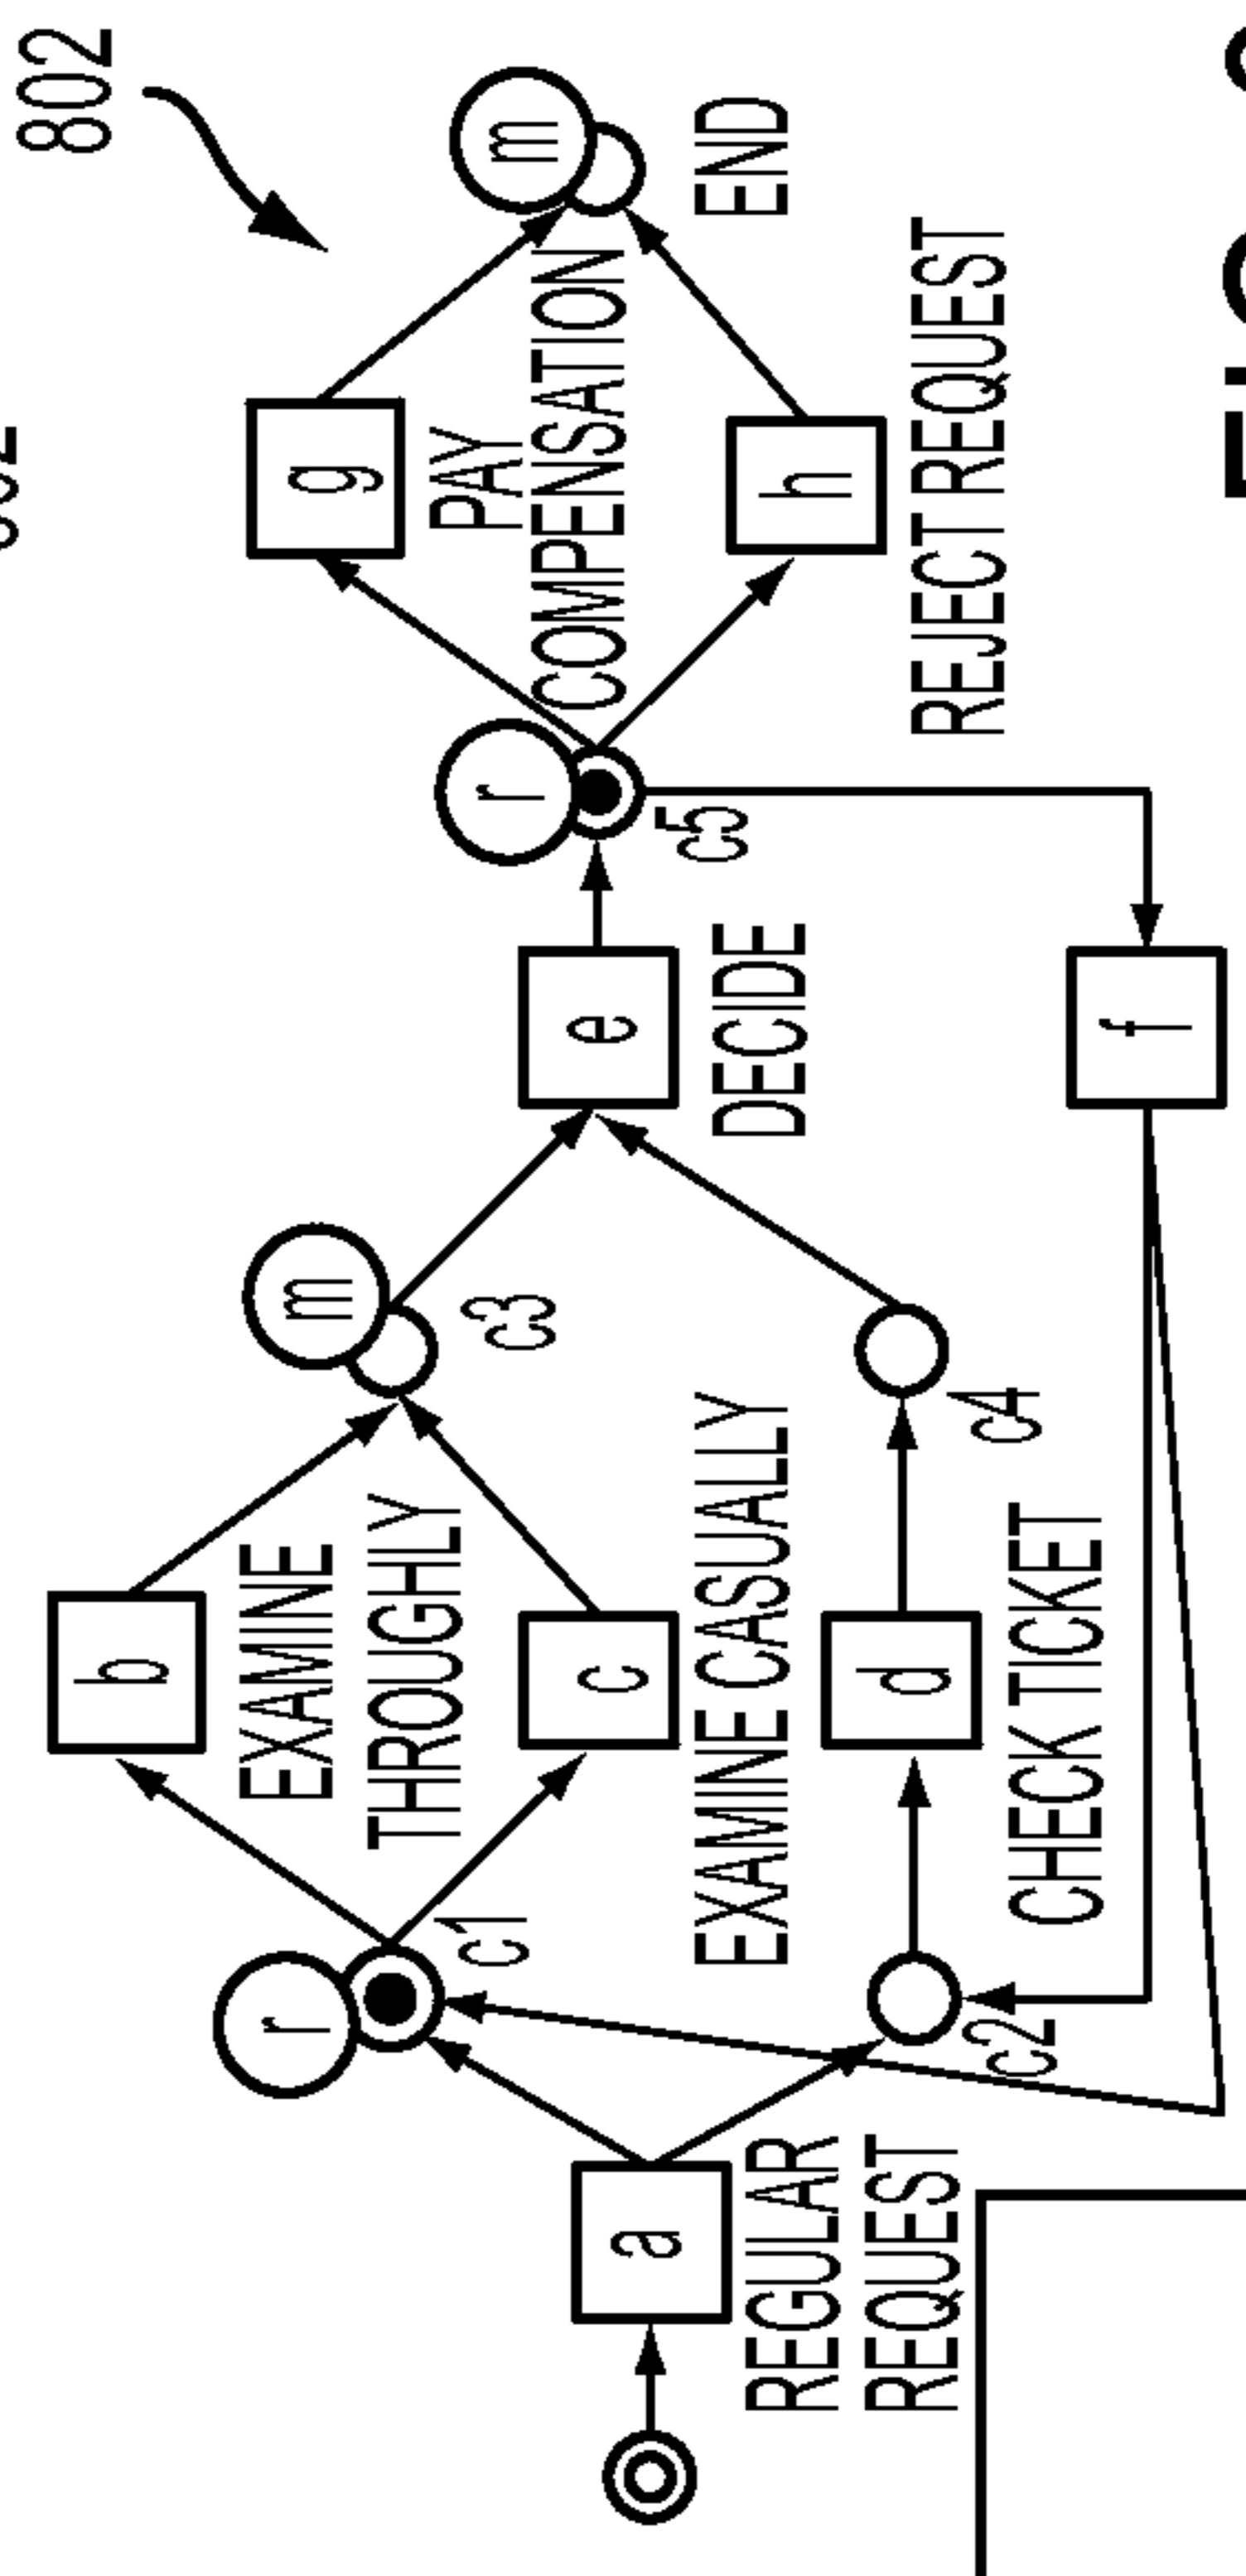 802
m
END
g
PAY
COMPENSATION
h
REJECT REQUEST
r
c5
e
DECIDE
f
m
c3
c4
b
EXAMINE
THROUGHLY
c
EXAMINE CASUALLY
d
CHECK TICKET
r
c1
c2
a
REGULAR
REQUEST